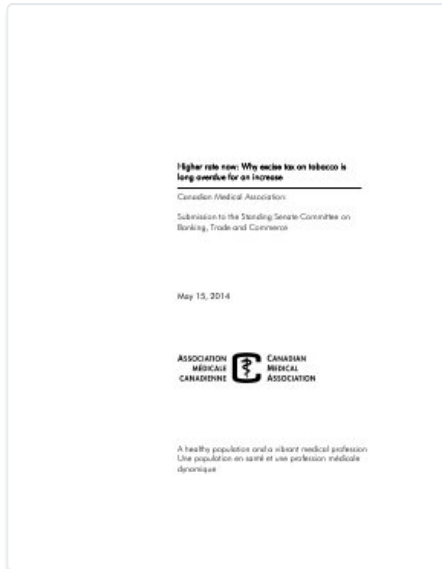 Higher rate now: Why excise tax on tobacco is
long overdue for an increase
Canadian Medical Association
Submission to the Standing Senate Committee on
Banking, Trade and Commerce
May 15, 2014
ASSOCIATION
MÉDICALE
CANADIENNE
CANADIAN
MEDICAL
ASSOCIATION
A healthy population and a vibrant medical profession
Une population en santé et une profession médicale
dynamique